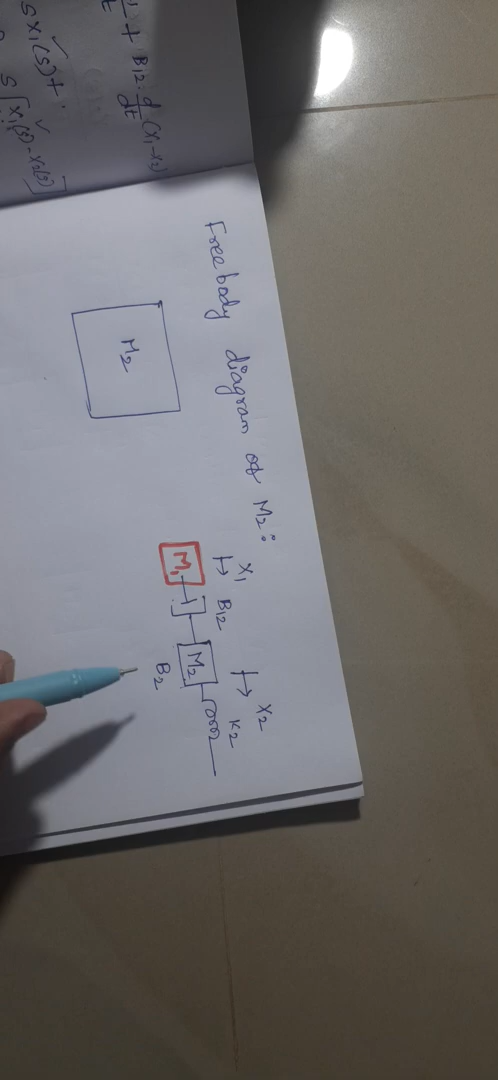 + B12 d/dt (X1-X2)
SX1(S) +
S[X1(S)-X2(S)]
Free body diagram of M2:
M2
X1
X2
B12
K2
M1
M2
B2